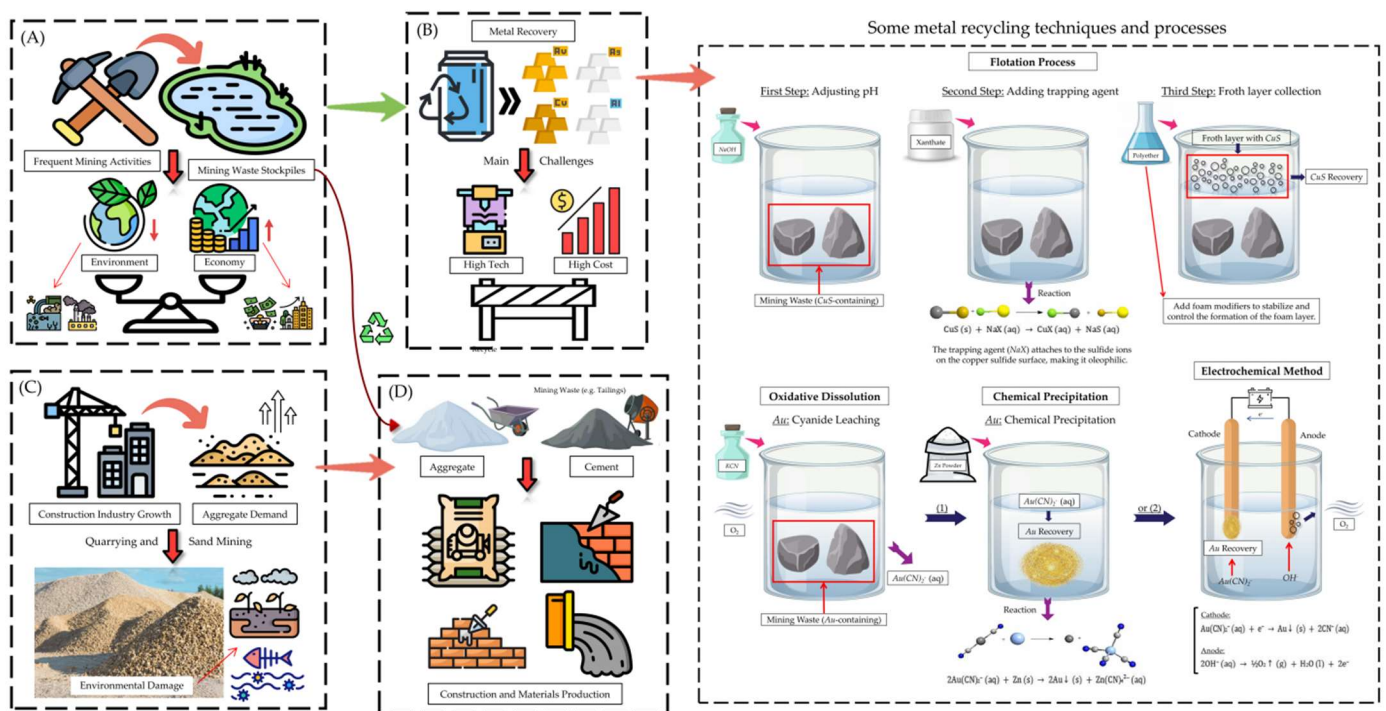 (A)
Frequent Mining Activities
Mining Waste Stockpiles
Environment
Economy
(B)
Metal Recovery
Au
As
Cu
Al
Main Challenges
High Tech
High Cost
Recycle
(C)
Construction Industry Growth
Aggregate Demand
Quarrying and Sand Mining
Environmental Damage
(D)
Mining Waste (e.g. Tailings)
Aggregate
Cement
Construction and Materials Production
Some metal recycling techniques and processes
Flotation Process
First Step: Adjusting pH
NaOH
Mining Waste (CuS-containing)
Second Step: Adding trapping agent
Xanthate
Reaction
CuS (s) + NaX (aq) → CuX (aq) + NaS (aq)
The trapping agent (NaX) attaches to the sulfide ions
on the copper sulfide surface, making it oleophilic.
Third Step: Froth layer collection
Polyether
Froth layer with CuS
CuS Recovery
Add foam modifiers to stabilize and
control the formation of the foam layer.
Oxidative Dissolution
Au: Cyanide Leaching
KCN
O₂
Au(CN)₂⁻ (aq)
Mining Waste (Au-containing)
(1)
Chemical Precipitation
Au: Chemical Precipitation
Zn Powder
Au(CN)₂⁻ (aq)
Au Recovery
Reaction
2Au(CN)₂⁻ (aq) + Zn (s) → 2Au↓ (s) + Zn(CN)₄²⁻ (aq)
or (2)
Electrochemical Method
e⁻
Cathode
Anode
O₂
Au Recovery
Au(CN)₂⁻
OH⁻
Cathode:
Au(CN)₂⁻ (aq) + e⁻ → Au↓ (s) + 2CN⁻ (aq)
Anode:
2OH⁻ (aq) → ½O₂↑ (g) + H₂O (l) + 2e⁻